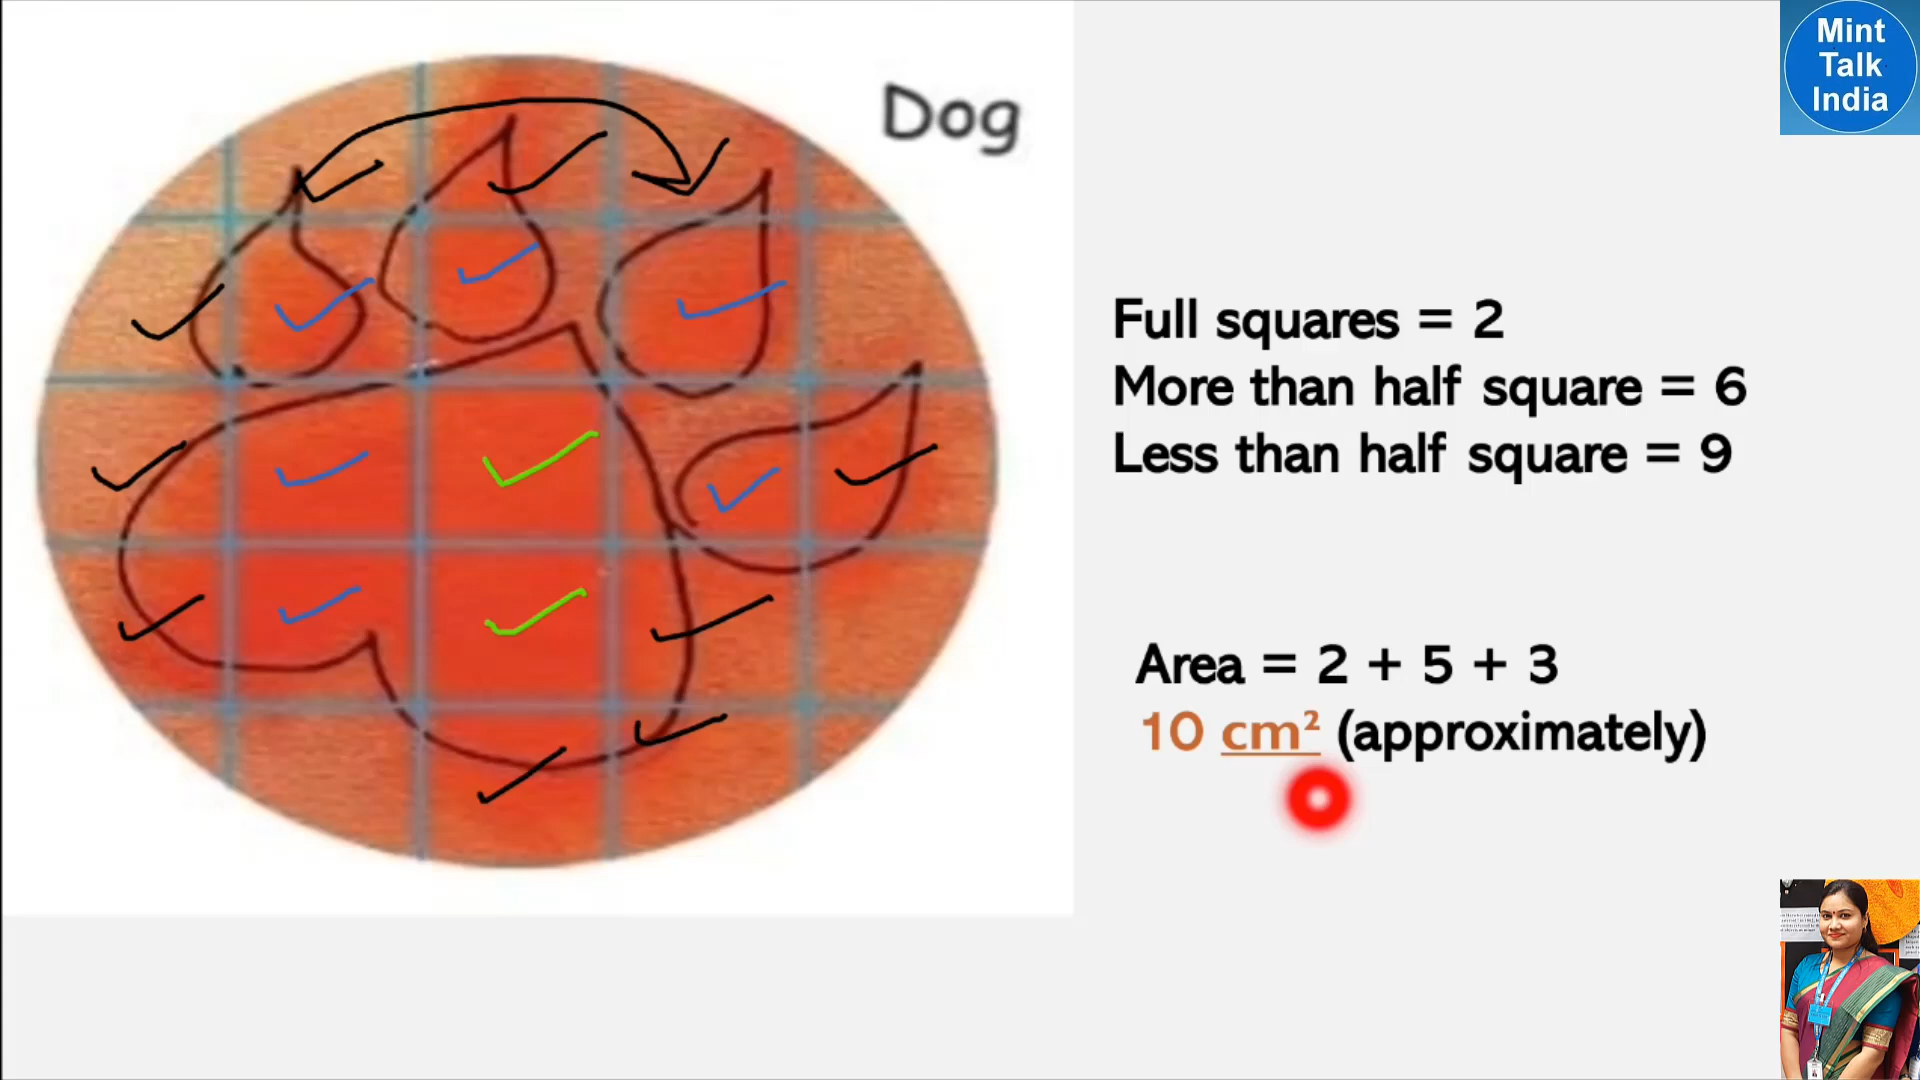 Mint
Talk
India
Dog
Full squares = 2
More than half square = 6
Less than half square = 9
Area = 2 + 5 + 3
10 cm² (approximately)